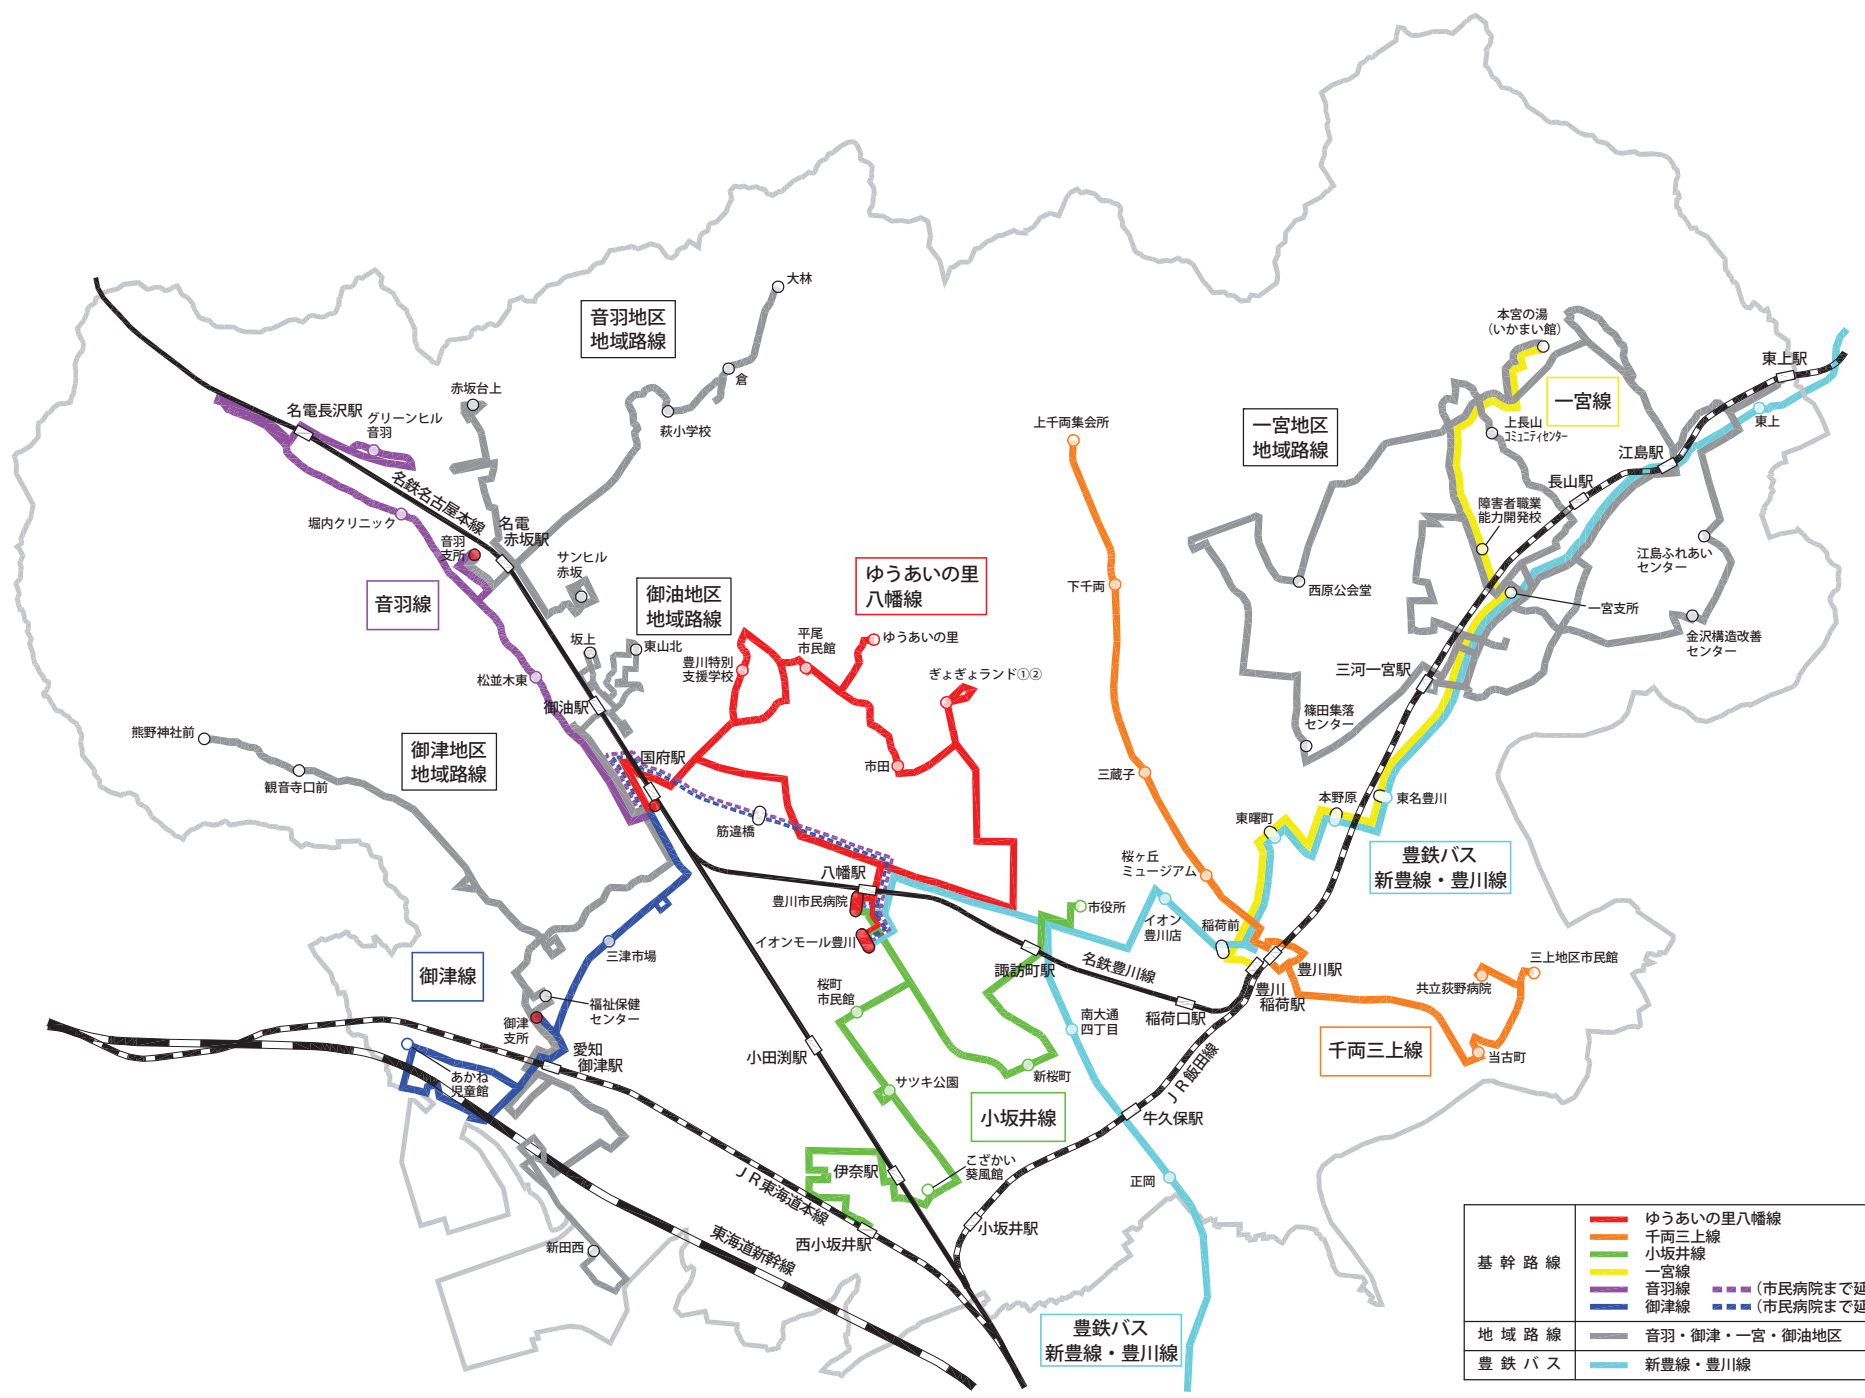 大林
音羽地区
地域路線
倉
赤坂台上
萩小学校
名電長沢駅
グリーンヒル
音羽
名鉄名古屋本線
堀内クリニック
名電
赤坂駅
音羽
支所
サンヒル
赤坂
音羽線
御油地区
地域路線
坂上
東山北
松並木東
御油駅
熊野神社前
観音寺口前
御津地区
地域路線
国府駅
筋違橋
ゆうあいの里
八幡線
平尾
市民館
ゆうあいの里
豊川特別
支援学校
ぎょぎょランド①②
市田
八幡駅
豊川市民病院
イオンモール豊川
上千両集会所
下千両
三蔵子
桜ヶ丘
ミュージアム
市役所
イオン
豊川店
稲荷前
諏訪町駅
名鉄豊川線
稲荷口駅
豊川
稲荷駅
豊川駅
南大通
四丁目
本宮の湯
(いかまい館)
一宮線
東上駅
東上
一宮地区
地域路線
上長山
コミュニティセンター
江島駅
長山駅
障害者職業
能力開発校
江島ふれあい
センター
西原公会堂
一宮支所
金沢構造改善
センター
三河一宮駅
篠田集落
センター
東名豊川
本野原
東曙町
豊鉄バス
新豊線・豊川線
三上地区市民館
共立荻野病院
当古町
千両三上線
JR飯田線
牛久保駅
正岡
御津線
三津市場
福祉保健
センター
御津
支所
愛知
御津駅
あかね
児童館
新田西
JR東海道本線
東海道新幹線
桜町
市民館
小田渕駅
サツキ公園
新桜町
小坂井線
伊奈駅
こざかい
葵風館
西小坂井駅
小坂井駅
豊鉄バス
新豊線・豊川線
基幹路線
ゆうあいの里八幡線
千両三上線
小坂井線
一宮線
音羽線 (市民病院まで延
御津線 (市民病院まで延
地域路線 音羽・御津・一宮・御油地区
豊鉄バス 新豊線・豊川線